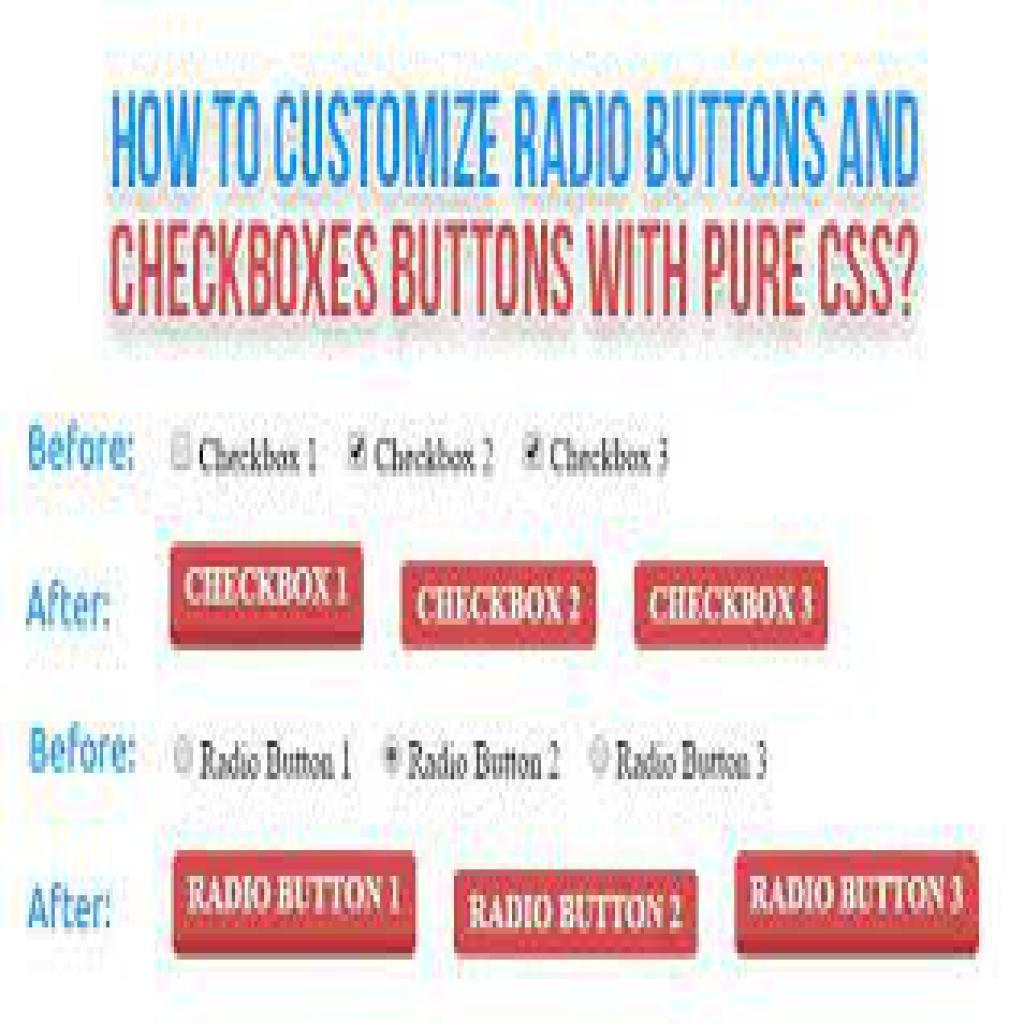 HOW TO CUSTOMIZE RADIO BUTTONS AND
CHECKBOXES BUTTONS WITH PURE CSS?
Before: Checkbox 1 Checkbox 2 Checkbox 3
After: CHECKBOX 1 CHECKBOX 2 CHECKBOX 3
Before: Radio Button 1 Radio Button 2 Radio Button 3
After: RADIO BUTTON 1 RADIO BUTTON 2 RADIO BUTTON 3